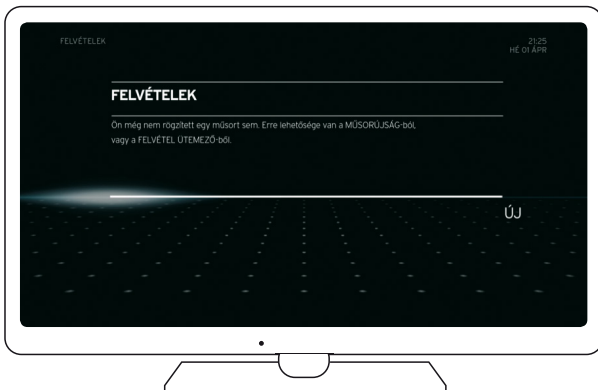 FELVÉTELEK
21:25
HÉ 01 ÁPR
FELVÉTELEK
Ön még nem rögzített egy műsort sem. Erre lehetősége van a MŰSORÚJSÁG-ból,
vagy a FELVÉTEL ÜTEMEZŐ-ből.
ÚJ